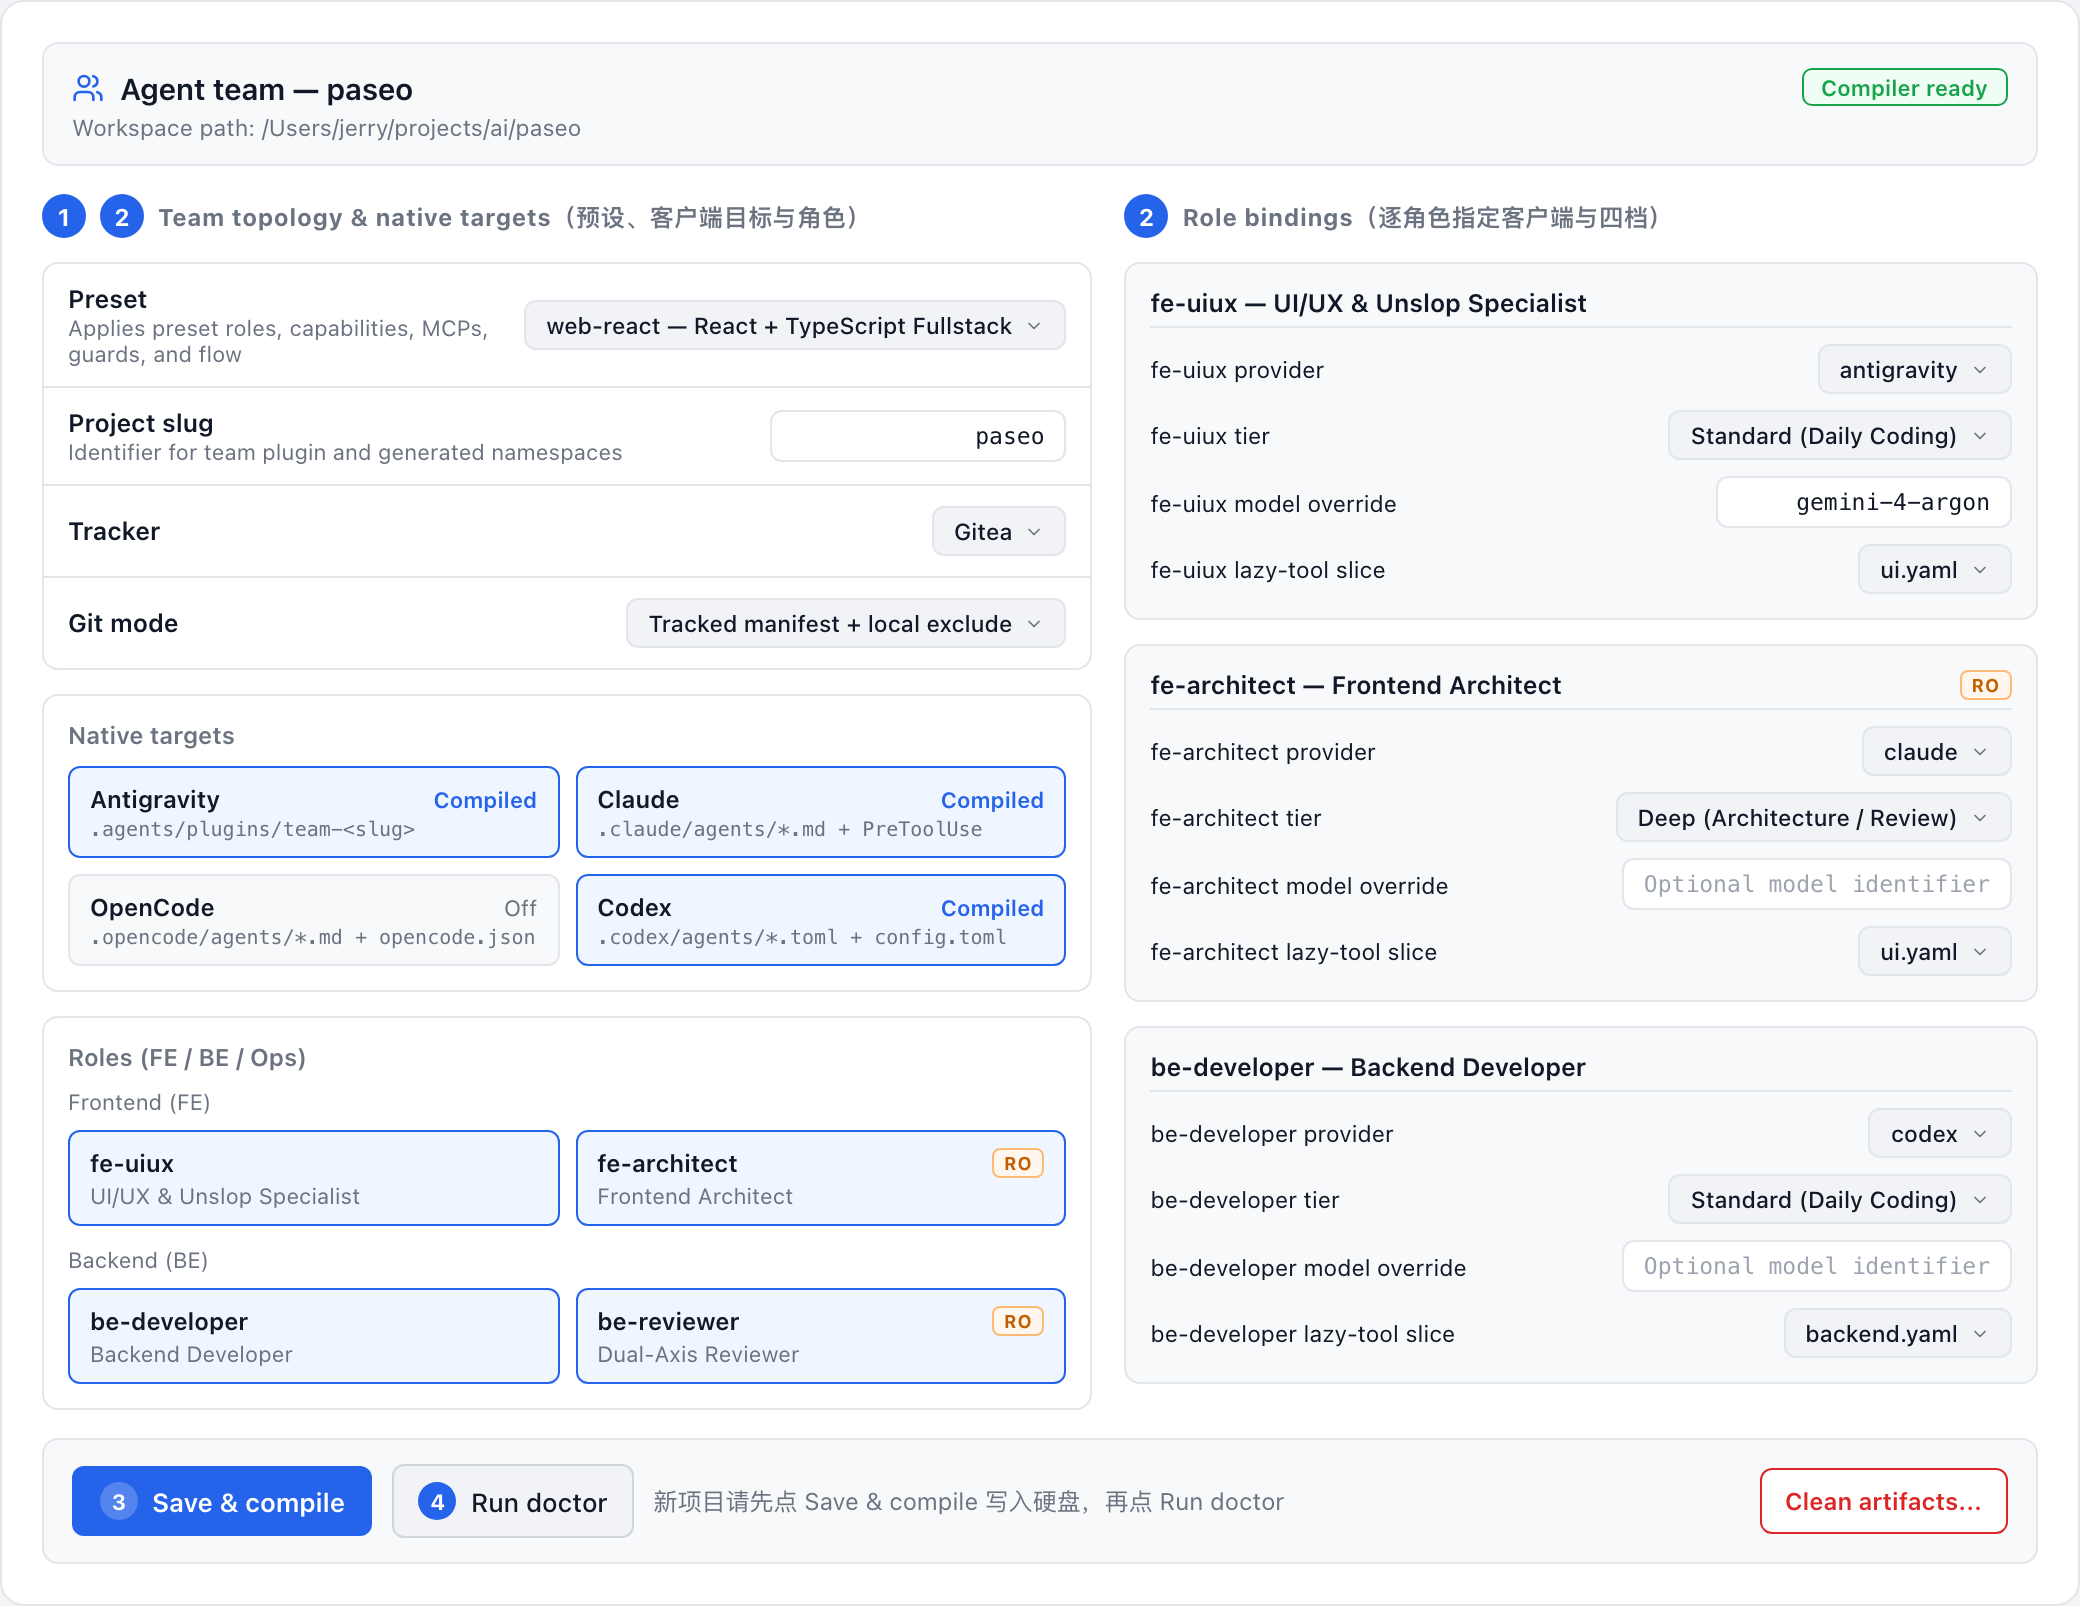 Agent team — paseo
Compiler ready
Workspace path: /Users/jerry/projects/ai/paseo
1 2 Team topology & native targets（预设、客户端目标与角色）
Preset
Applies preset roles, capabilities, MCPs,
guards, and flow
web-react — React + TypeScript Fullstack
Project slug
Identifier for team plugin and generated namespaces
paseo
Tracker
Gitea
Git mode
Tracked manifest + local exclude
Native targets
Antigravity
Compiled
.agents/plugins/team-<slug>
Claude
Compiled
.claude/agents/*.md + PreToolUse
OpenCode
Off
.opencode/agents/*.md + opencode.json
Codex
Compiled
.codex/agents/*.toml + config.toml
Roles (FE / BE / Ops)
Frontend (FE)
fe-uiux
UI/UX & Unslop Specialist
fe-architect
RO
Frontend Architect
Backend (BE)
be-developer
Backend Developer
be-reviewer
RO
Dual-Axis Reviewer
2 Role bindings（逐角色指定客户端与四档）
fe-uiux — UI/UX & Unslop Specialist
fe-uiux provider
antigravity
fe-uiux tier
Standard (Daily Coding)
fe-uiux model override
gemini-4-argon
fe-uiux lazy-tool slice
ui.yaml
fe-architect — Frontend Architect
RO
fe-architect provider
claude
fe-architect tier
Deep (Architecture / Review)
fe-architect model override
Optional model identifier
fe-architect lazy-tool slice
ui.yaml
be-developer — Backend Developer
be-developer provider
codex
be-developer tier
Standard (Daily Coding)
be-developer model override
Optional model identifier
be-developer lazy-tool slice
backend.yaml
3 Save & compile
4 Run doctor
新项目请先点 Save & compile 写入硬盘，再点 Run doctor
Clean artifacts...